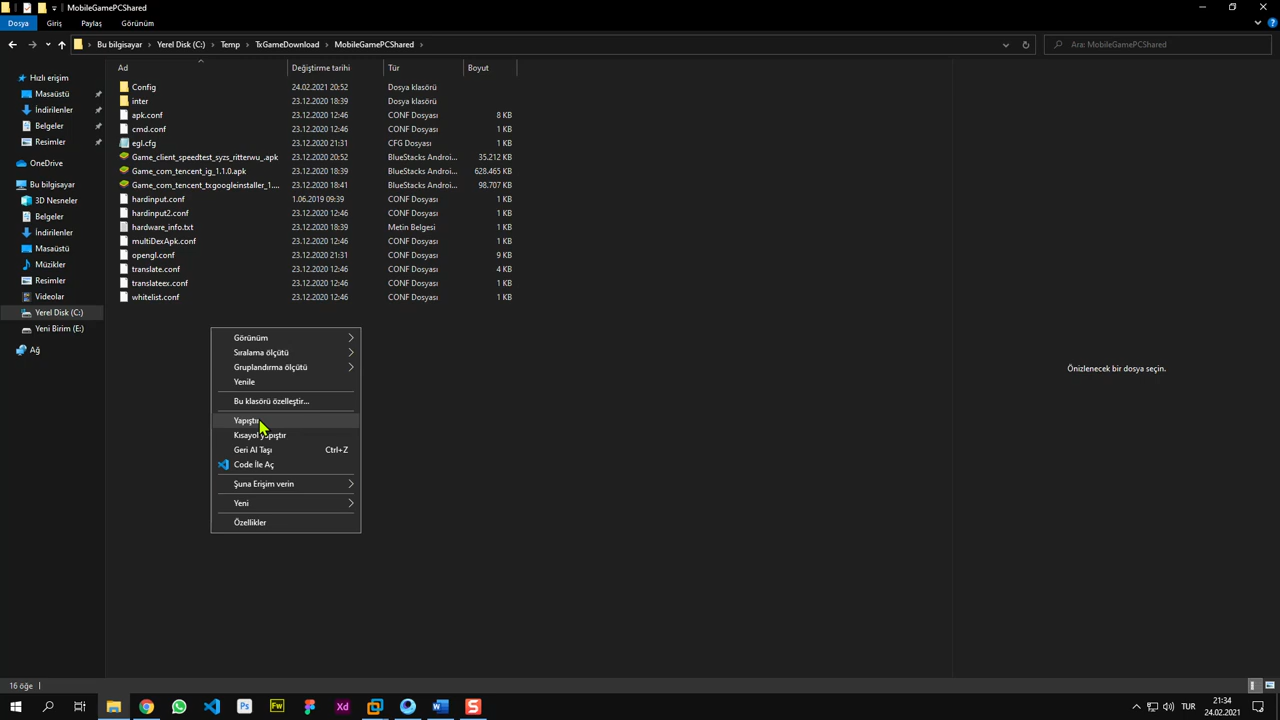 MobileGamePCShared
Dosya Giriş Paylaş Görünüm
Bu bilgisayar Yerel Disk (C:) Temp TxGameDownload MobileGamePCShared
Ara: MobileGamePCShared
Hızlı erişim
Masaüstü
İndirilenler
Belgeler
Resimler
OneDrive
Bu bilgisayar
3D Nesneler
Belgeler
İndirilenler
Masaüstü
Müzikler
Resimler
Videolar
Yerel Disk (C:)
Yeni Birim (E:)
Ağ
Ad Değiştirme tarihi Tür Boyut
Config 24.02.2021 20:52 Dosya klasörü
inter 23.12.2020 18:39 Dosya klasörü
apk.conf 23.12.2020 12:46 CONF Dosyası 8 KB
cmd.conf 23.12.2020 12:46 CONF Dosyası 1 KB
egl.cfg 23.12.2020 21:31 CFG Dosyası 1 KB
Game_client_speedtest_syzs_ritterwu_.apk 23.12.2020 20:52 BlueStacks Androi... 35.212 KB
Game_com_tencent_ig_1.1.0.apk 23.12.2020 18:39 BlueStacks Androi... 628.465 KB
Game_com_tencent_txgoogleinstaller_1.... 23.12.2020 18:41 BlueStacks Androi... 98.707 KB
hardinput.conf 1.06.2019 09:39 CONF Dosyası 1 KB
hardinput2.conf 23.12.2020 12:46 CONF Dosyası 1 KB
hardware_info.txt 23.12.2020 18:39 Metin Belgesi 1 KB
multiDexApk.conf 23.12.2020 12:46 CONF Dosyası 1 KB
opengl.conf 23.12.2020 21:31 CONF Dosyası 9 KB
translate.conf 23.12.2020 12:46 CONF Dosyası 4 KB
translateex.conf 23.12.2020 12:46 CONF Dosyası 1 KB
whitelist.conf 23.12.2020 12:46 CONF Dosyası 1 KB
Görünüm
Sıralama ölçütü
Gruplandırma ölçütü
Yenile
Bu klasörü özelleştir...
Yapıştır
Kısayol yapıştır
Geri Al Taşı Ctrl+Z
Code İle Aç
Şuna Erişim verin
Yeni
Özellikler
Önizlenecek bir dosya seçin.
16 öğe
Ps Fw Xd W S
TUR
21:34
24.02.2021